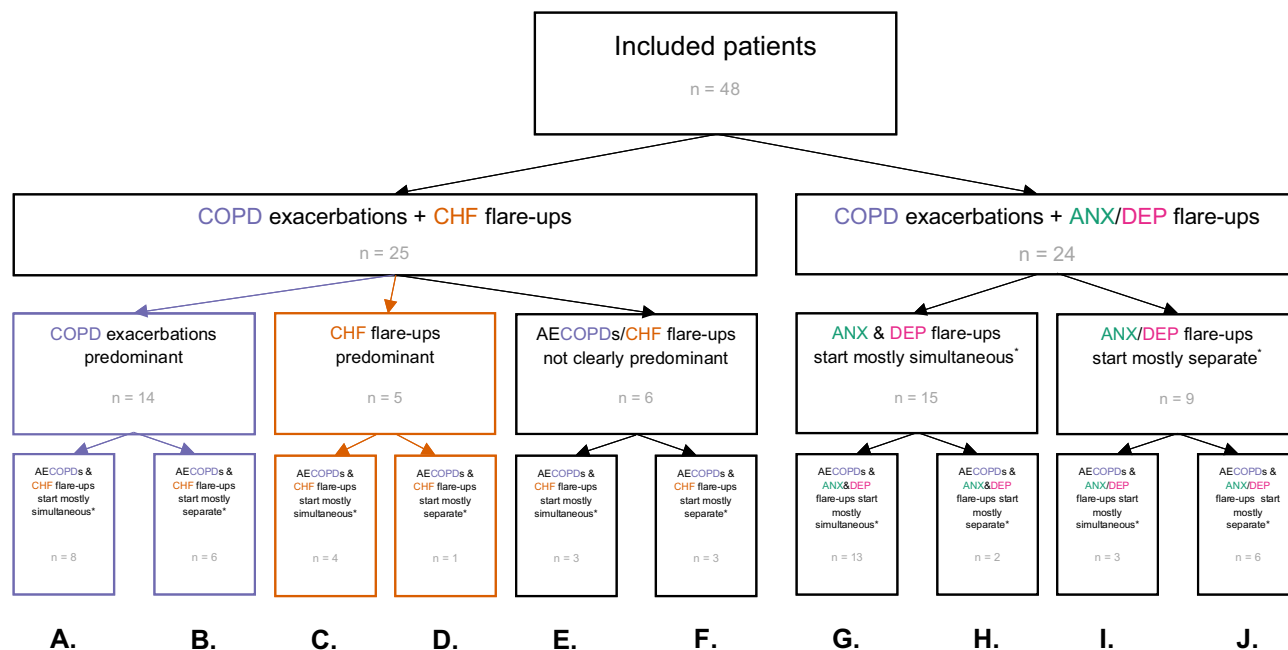 Included patients
n = 48
COPD exacerbations + CHF flare-ups
n = 25
COPD exacerbations + ANX/DEP flare-ups
n = 24
COPD exacerbations
predominant
n = 14
CHF flare-ups
predominant
n = 5
AECOPDs/CHF flare-ups
not clearly predominant
n = 6
ANX & DEP flare-ups
start mostly simultaneous*
n = 15
ANX/DEP flare-ups
start mostly separate*
n = 9
AECOPDs &
CHF flare-ups
start mostly
simultaneous*
n = 8
AECOPDs &
CHF flare-ups
start mostly
separate*
n = 6
AECOPDs &
CHF flare-ups
start mostly
simultaneous*
n = 4
AECOPDs &
CHF flare-ups
start mostly
separate*
n = 1
AECOPDs &
CHF flare-ups
start mostly
simultaneous*
n = 3
AECOPDs &
CHF flare-ups
start mostly
separate*
n = 3
AECOPDs &
ANX&DEP
flare-ups start
mostly
simultaneous*
n = 13
AECOPDs &
ANX&DEP
flare-ups start
mostly
separate*
n = 2
AECOPDs &
ANX/DEP
flare-ups start
mostly
simultaneous*
n = 3
AECOPDs &
ANX/DEP
flare-ups start
mostly
separate*
n = 6
A.
B.
C.
D.
E.
F.
G.
H.
I.
J.